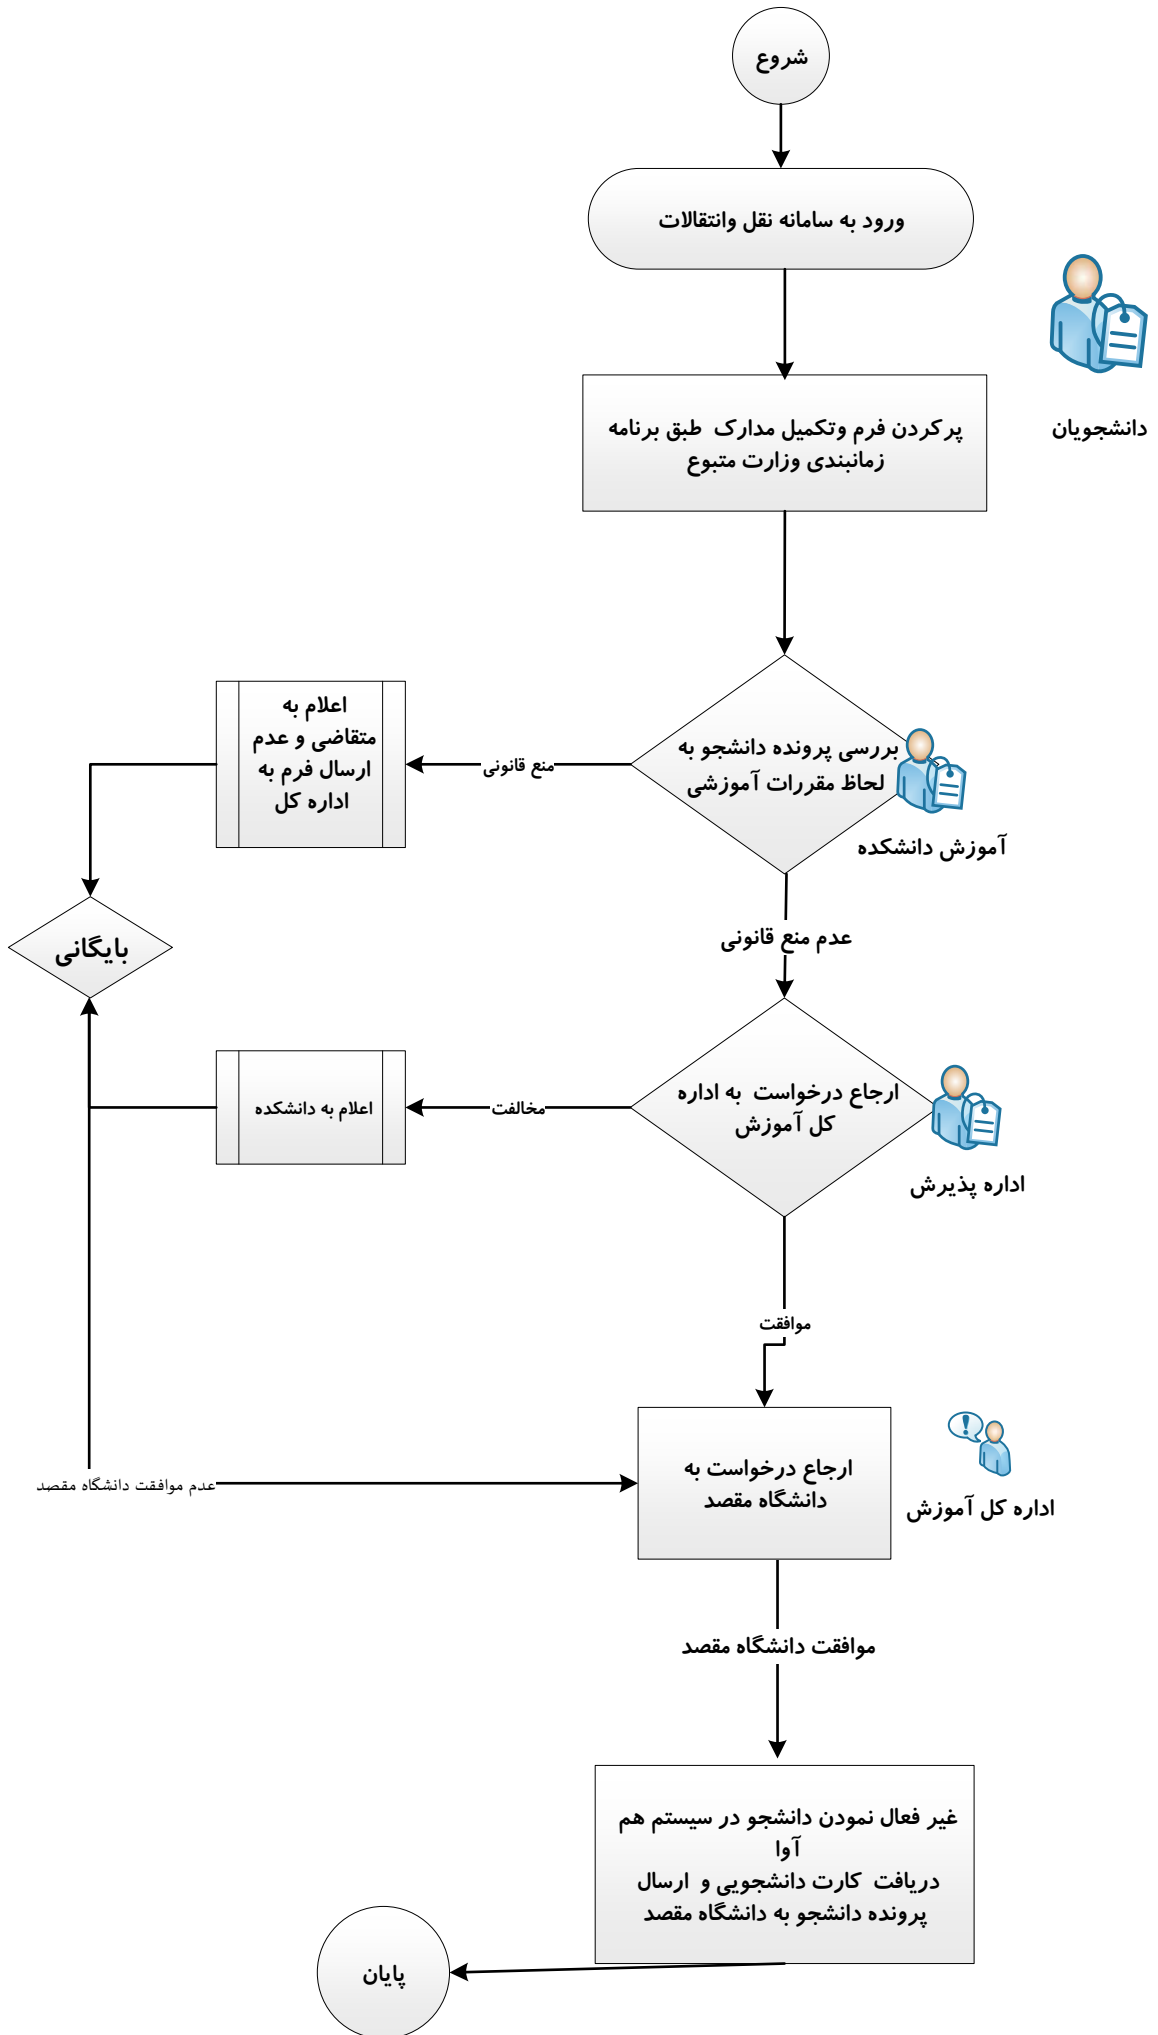 شروع
ورود به سامانه نقل وانتقالات
دانشجویان
پرکردن فرم وتکمیل مدارک طبق برنامه
زمانبندی وزارت متبوع
بررسی پرونده دانشجو به
لحاظ مقررات آموزشی
آموزش دانشکده
منع قانونی
اعلام به
متقاضی و عدم
ارسال فرم به
اداره کل
بایگانی
عدم منع قانونی
ارجاع درخواست به اداره
کل آموزش
اداره پذیرش
مخالفت
اعلام به دانشکده
موافقت
ارجاع درخواست به
دانشگاه مقصد
اداره کل آموزش
عدم موافقت دانشگاه مقصد
موافقت دانشگاه مقصد
غیر فعال نمودن دانشجو در سیستم هم
آوا
دریافت کارت دانشجویی و ارسال
پرونده دانشجو به دانشگاه مقصد
پایان